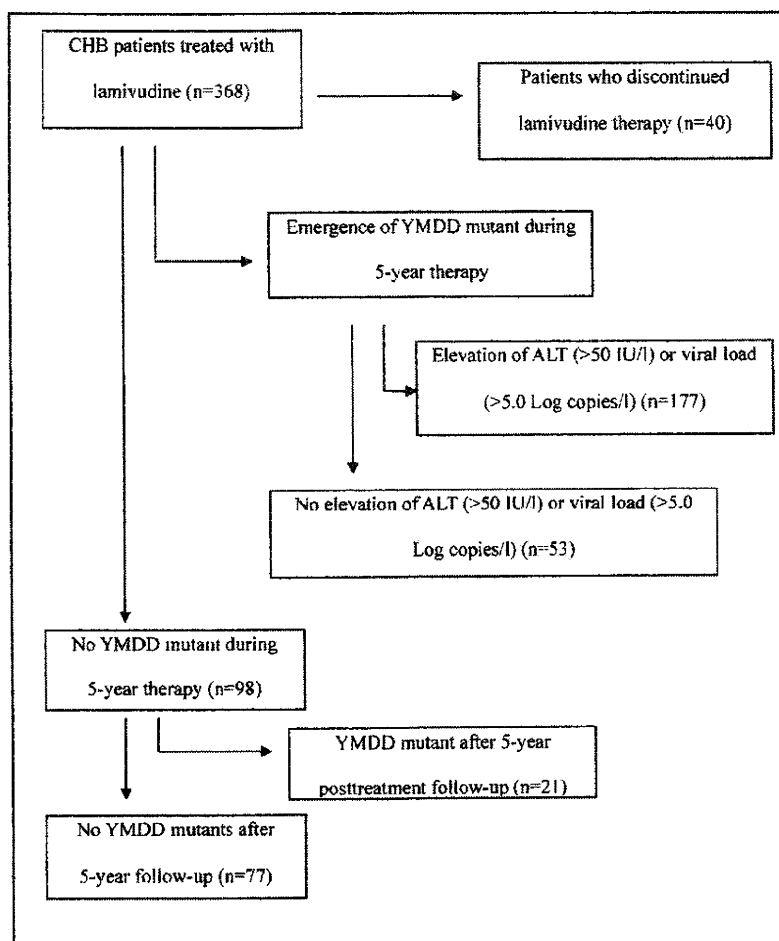 CHB patients treated with
lamivudine (n=368)
Patients who discontinued
lamivudine therapy (n=40)
Emergence of YMDD mutant during
5-year therapy
Elevation of ALT (>50 IU/l) or viral load
(>5.0 Log copies/l) (n=177)
No elevation of ALT (>50 IU/l) or viral load (>5.0
Log copies/l) (n=53)
No YMDD mutant during
5-year therapy (n=98)
YMDD mutant after 5-year
posttreatment follow-up (n=21)
No YMDD mutants after
5-year follow-up (n=77)